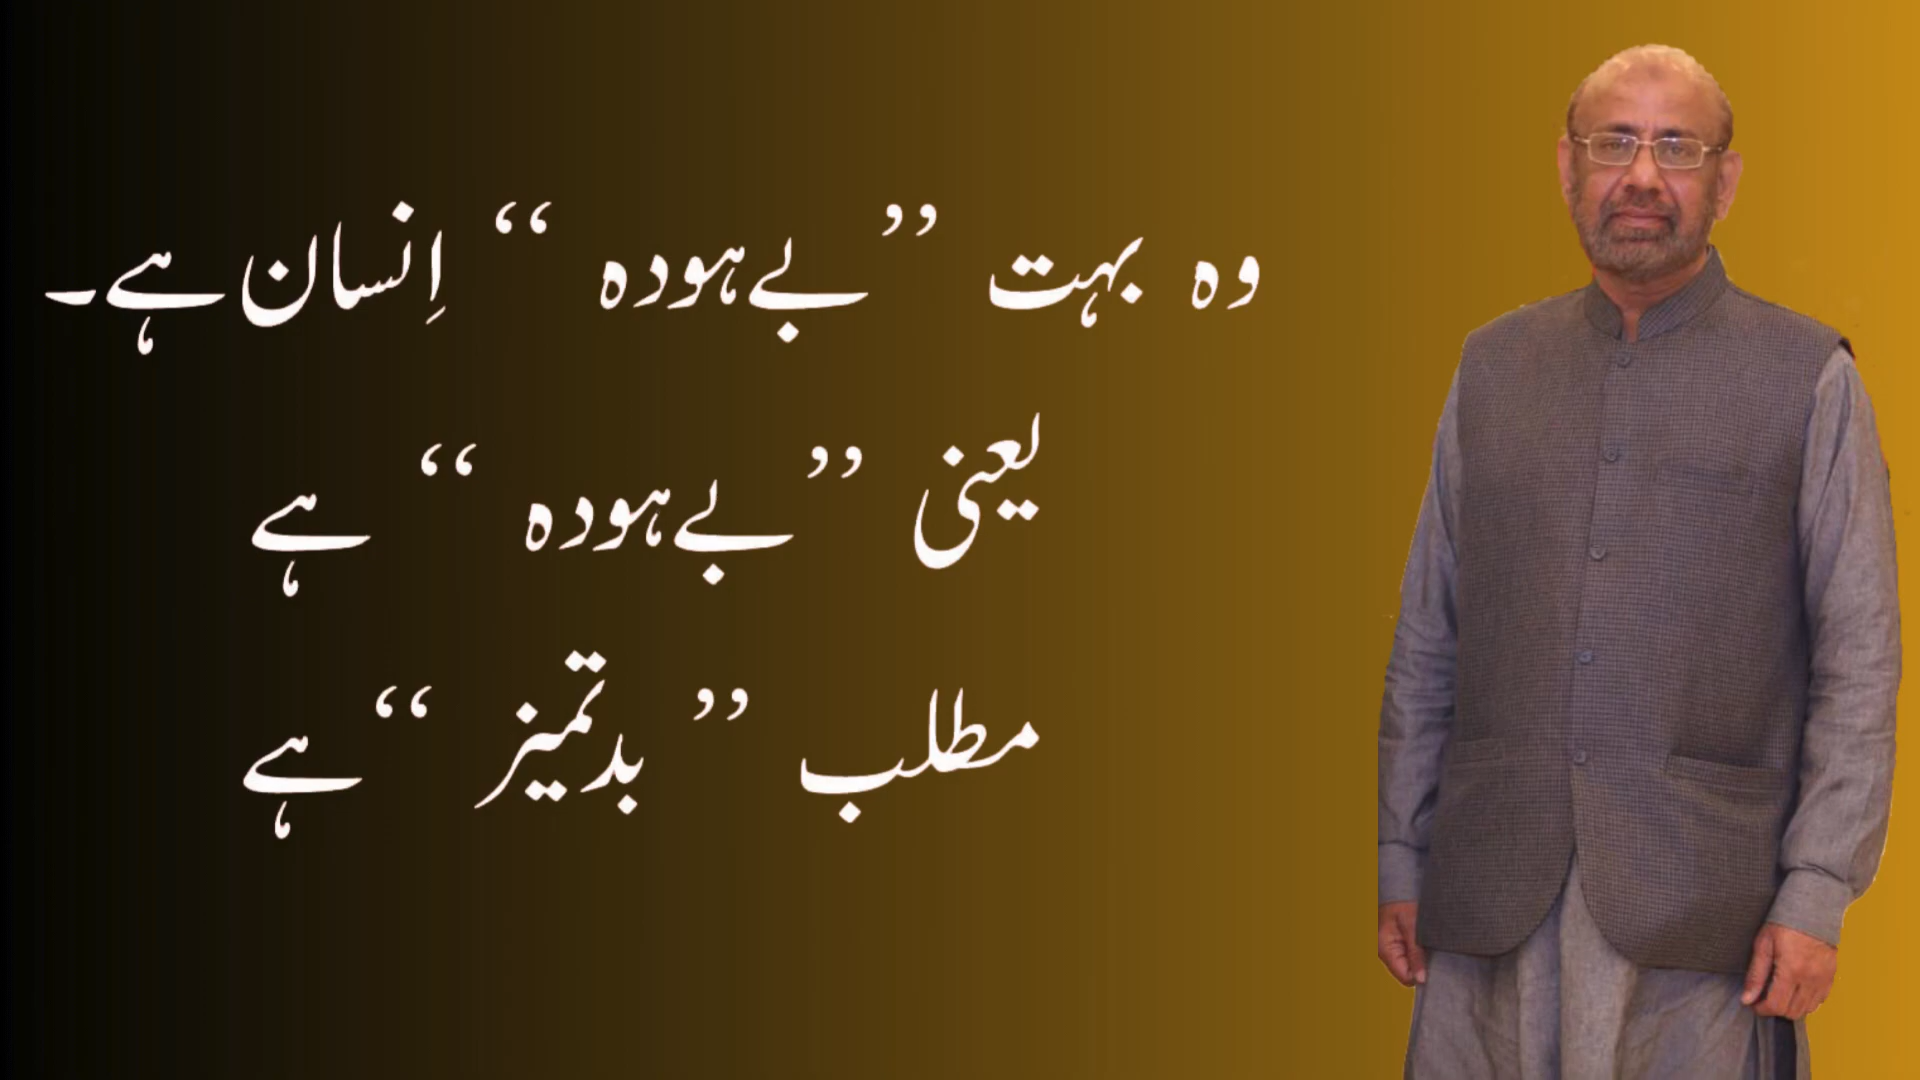 وہ بہت ”بےہودہ “ اِنسان ہے۔
یعنی ”بےہودہ “ ہے
مطلب ” بدتمیز “ ہے